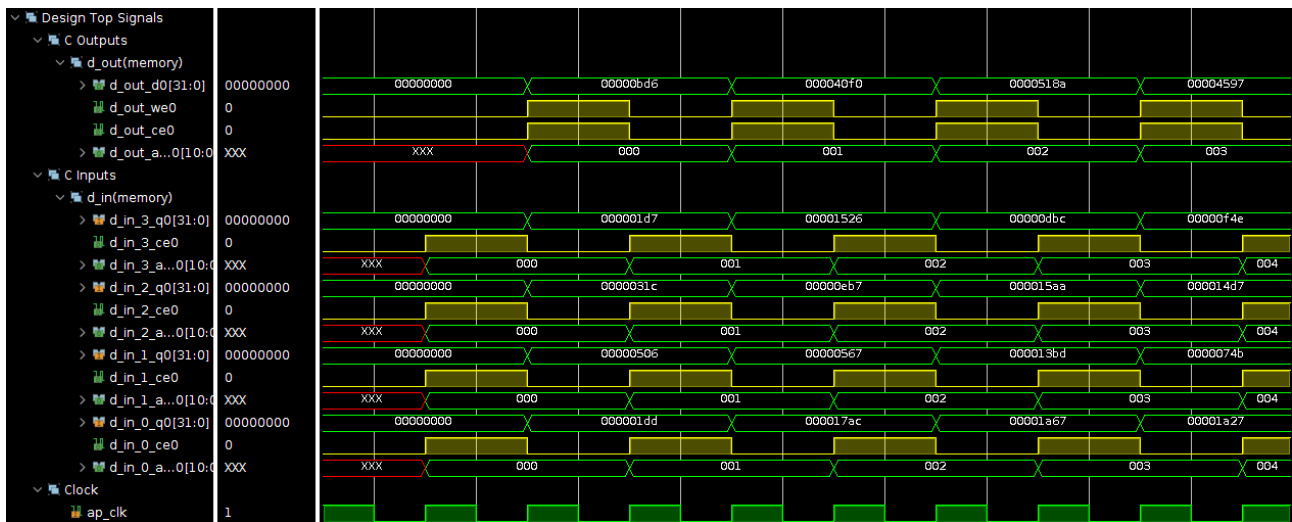 Design Top Signals
C Outputs
d_out(memory)
d_out_d0[31:0] 00000000 00000000 00000bd6 000040f0 0000518a 00004597
d_out_we0 0
d_out_ce0 0
d_out_a...0[10:0 XXX XXX 000 001 002 003
C Inputs
d_in(memory)
d_in_3_q0[31:0] 00000000 00000000 000001d7 00001526 00000dbc 00000f4e
d_in_3_ce0 0
d_in_3_a...0[10:0 XXX XXX 000 001 002 003 004
d_in_2_q0[31:0] 00000000 00000000 0000031c 00000eb7 000015aa 000014d7
d_in_2_ce0 0
d_in_2_a...0[10:0 XXX XXX 000 001 002 003 004
d_in_1_q0[31:0] 00000000 00000000 00000506 00000567 000013bd 0000074b
d_in_1_ce0 0
d_in_1_a...0[10:0 XXX XXX 000 001 002 003 004
d_in_0_q0[31:0] 00000000 00000000 000001dd 000017ac 00001a67 00001a27
d_in_0_ce0 0
d_in_0_a...0[10:0 XXX XXX 000 001 002 003 004
Clock
ap_clk 1